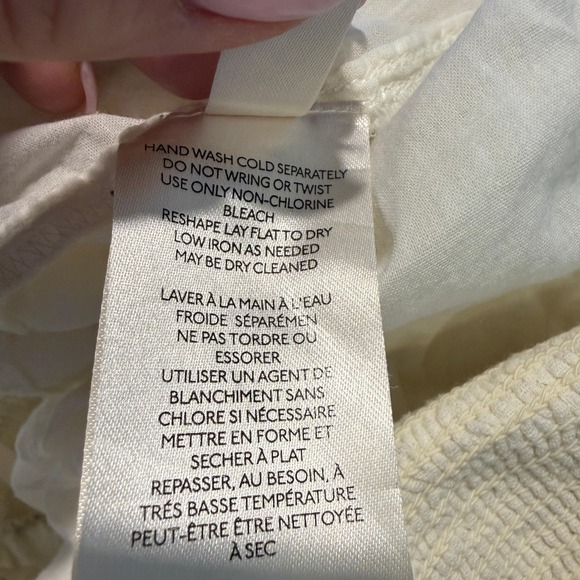 HAND WASH COLD SEPARATELY
DO NOT WRING OR TWIST
USE ONLY NON-CHLORINE
BLEACH
RESHAPE LAY FLAT TO DRY
LOW IRON AS NEEDED
MAY BE DRY CLEANED
LAVER À LA MAIN À L'EAU
FROIDE SÉPARÉMEN
NE PAS TORDRE OU
ESSORER
UTILISER UN AGENT DE
BLANCHIMENT SANS
CHLORE SI NÉCESSAIRE
METTRE EN FORME ET
SECHER À PLAT
REPASSER, AU BESOIN, À
TRÉS BASSE TEMPÉRATURE
PEUT-ÊTRE ÊTRE NETTOYÉE
À SEC